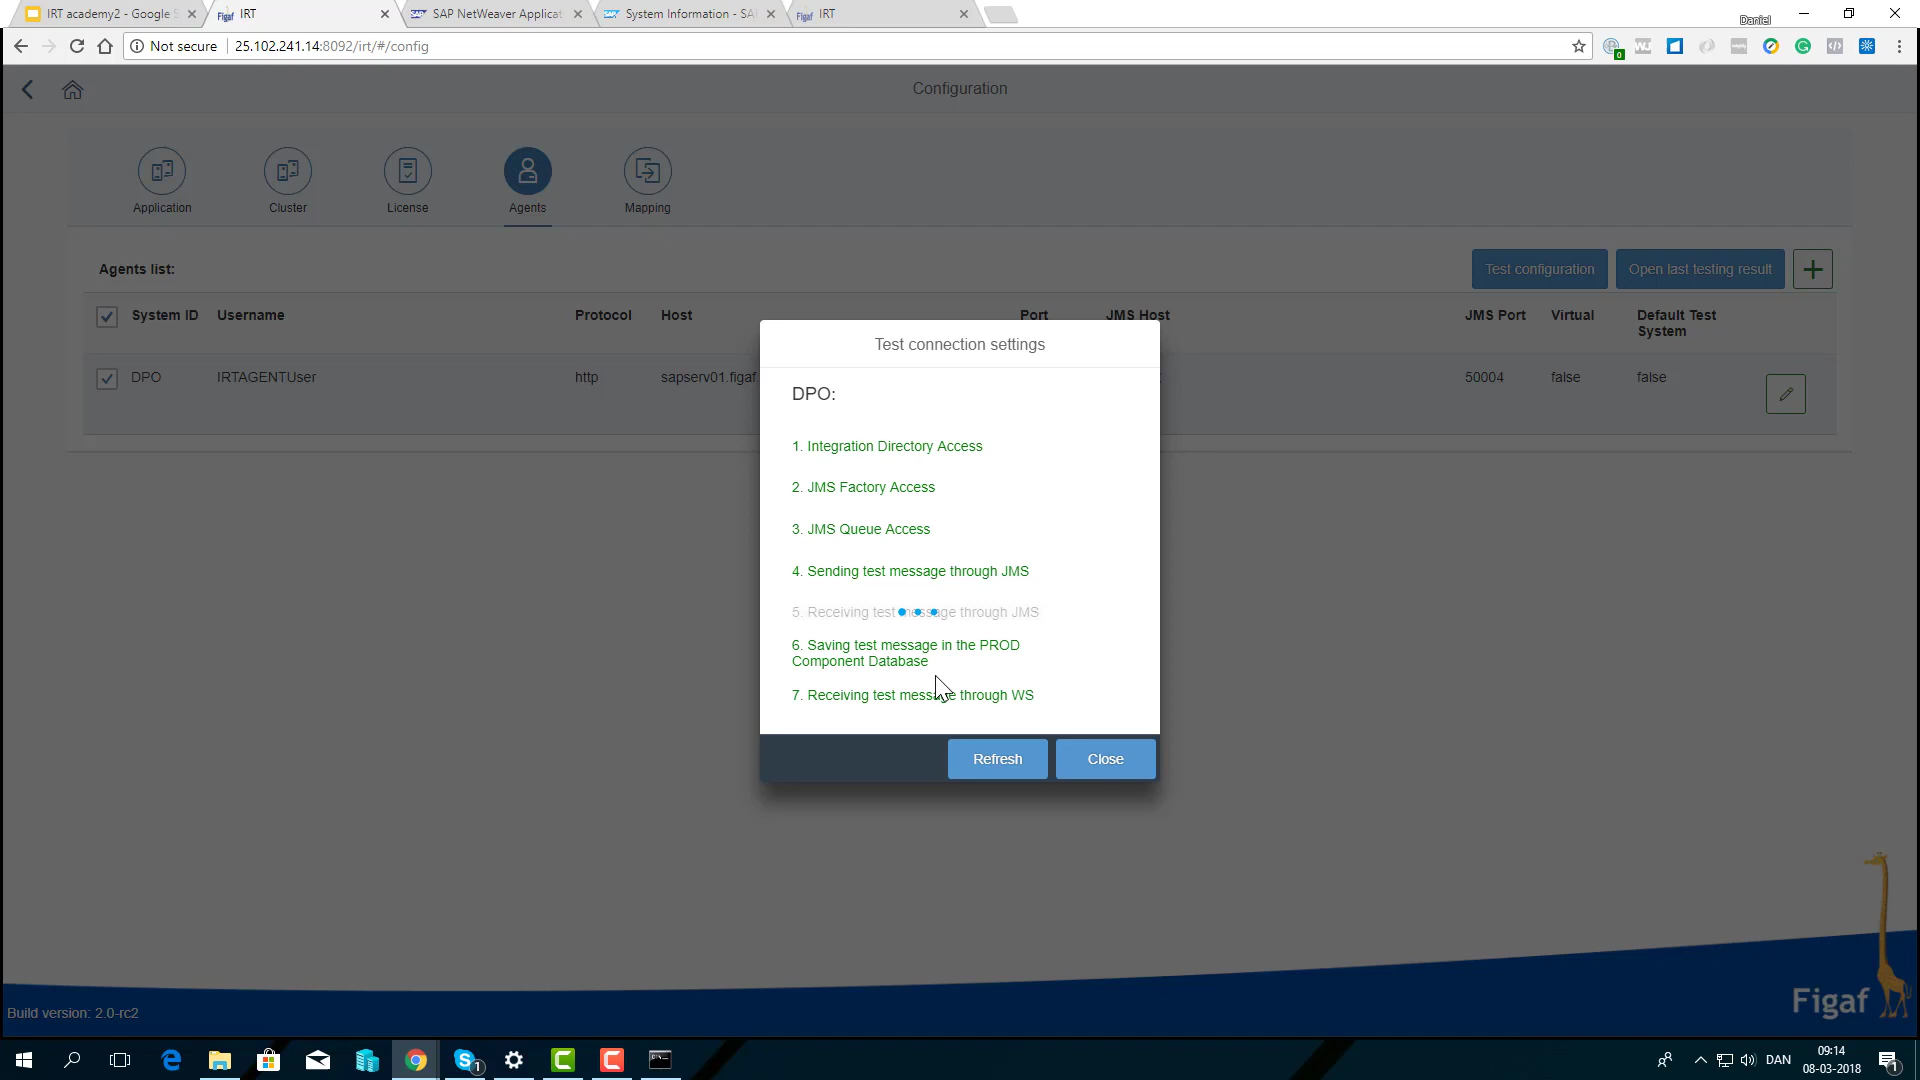 IRT academy2 - Google S
Figaf IRT
SAP NetWeaver Applicat
System Information - SA
Figaf IRT
Daniel
Not secure
25.102.241.14:8092/irt/#/config
0
Configuration
Application
Cluster
License
Agents
Mapping
Agents list:
Test configuration
Open last testing result
System ID
Username
Protocol
Host
Port
JMS Host
JMS Port
Virtual
Default Test
System
DPO
IRTAGENTUser
http
sapserv01.figaf.
50004
false
false
Test connection settings
DPO:
1. Integration Directory Access
2. JMS Factory Access
3. JMS Queue Access
4. Sending test message through JMS
5. Receiving test message through JMS
6. Saving test message in the PROD
Component Database
7. Receiving test message through WS
Refresh
Close
Figaf
Build version: 2.0-rc2
1
DAN
09:14
08-03-2018
1